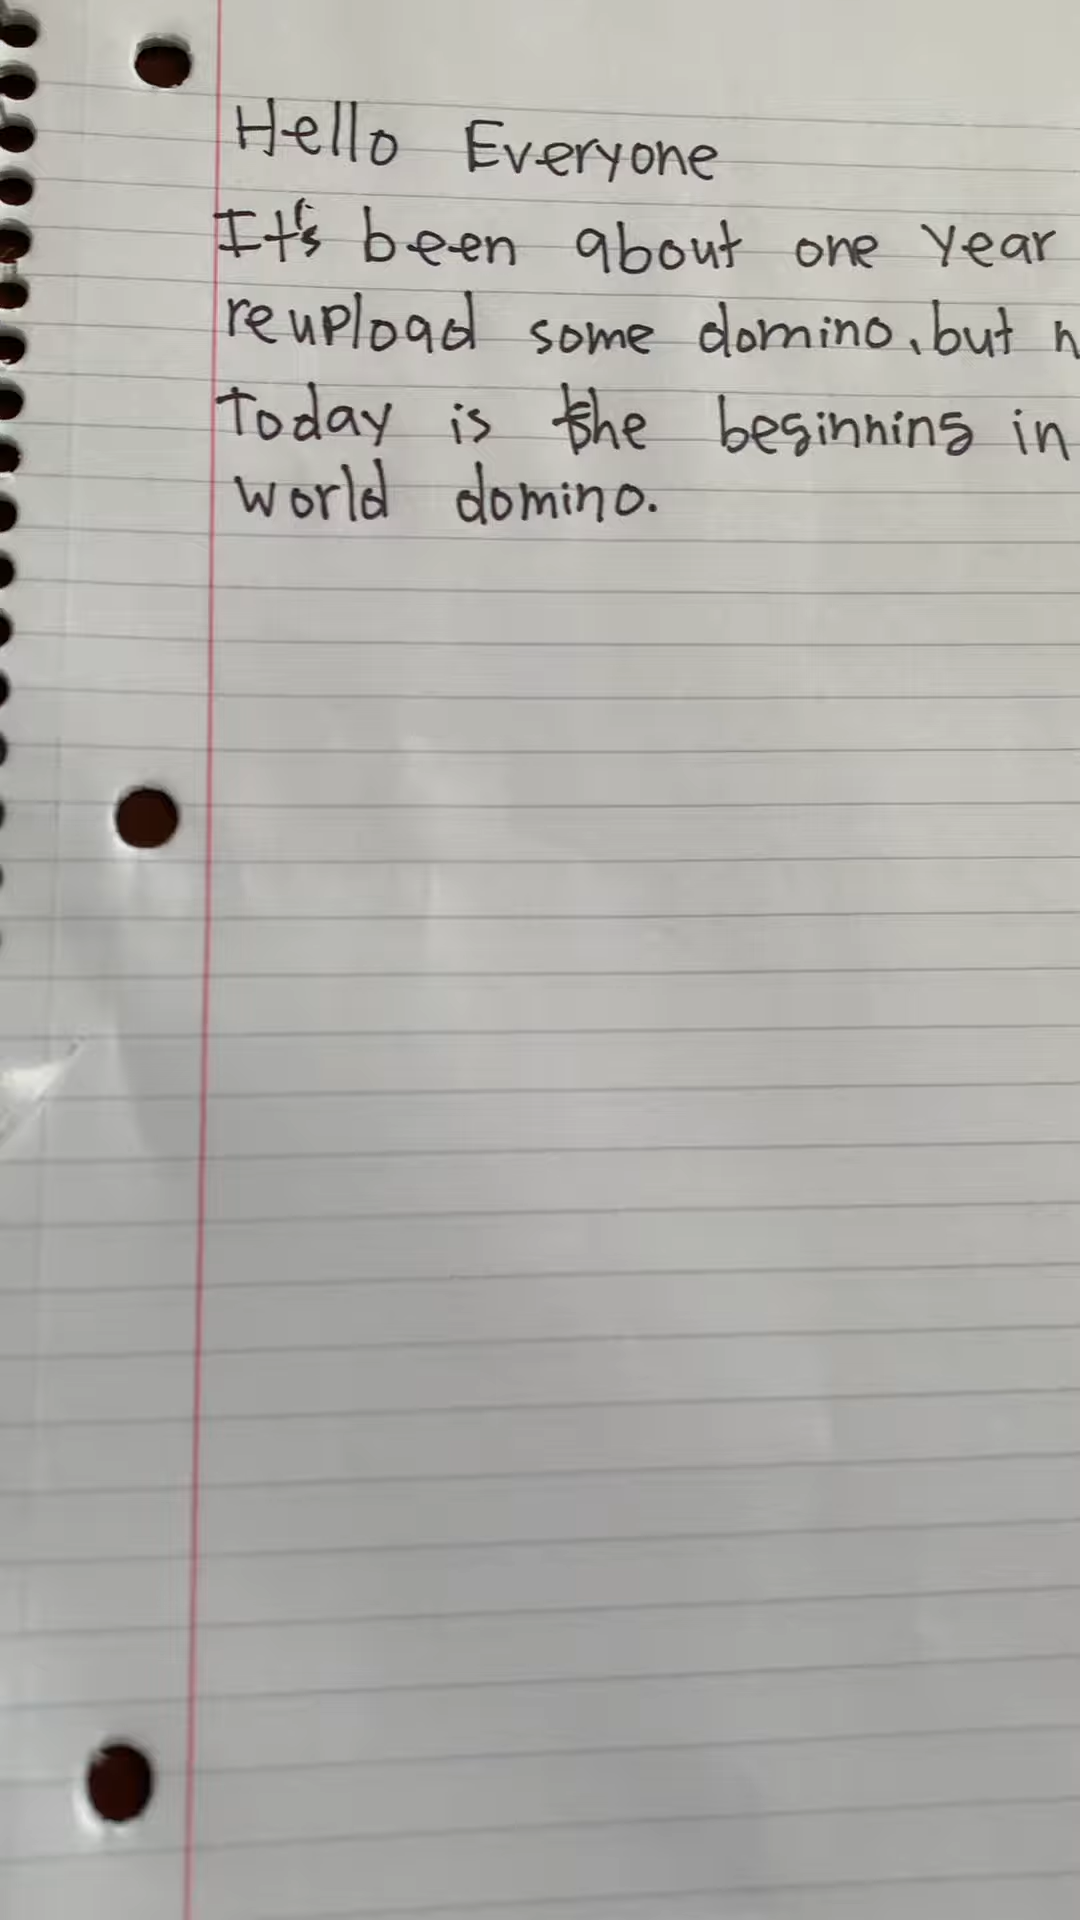 Hello Everyone
It's been about one year
reupload some domino, but
Today is the beginning in
world domino.